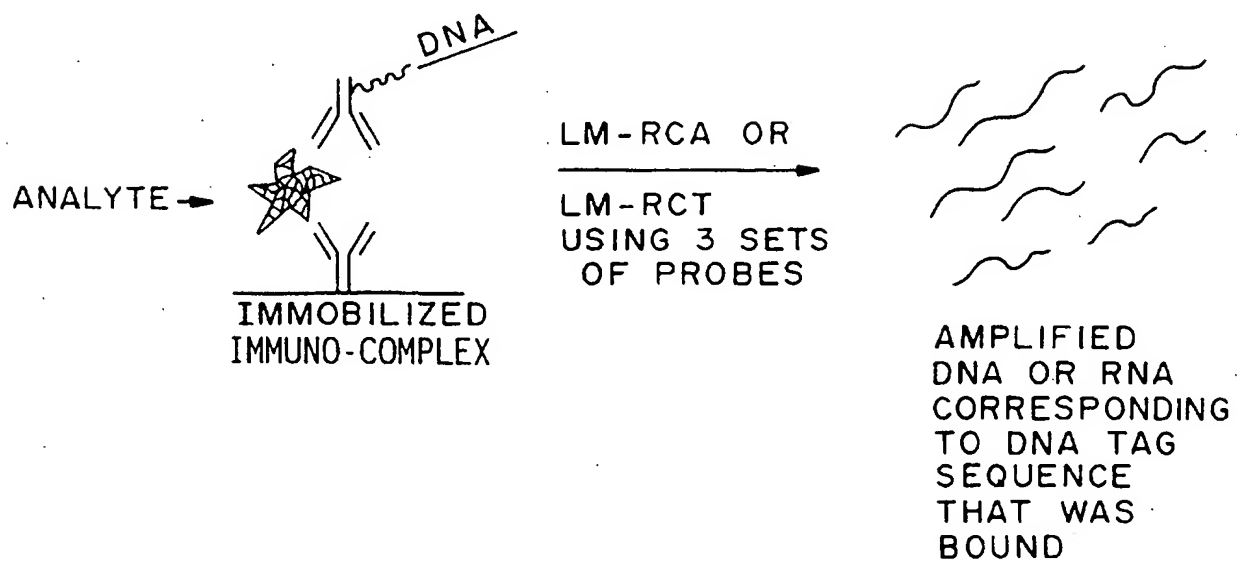 DNA
ANALYTE
IMMOBILIZED
IMMUNO-COMPLEX
LM-RCA OR
LM-RCT
USING 3 SETS
OF PROBES
AMPLIFIED
DNA OR RNA
CORRESPONDING
TO DNA TAG
SEQUENCE
THAT WAS
BOUND